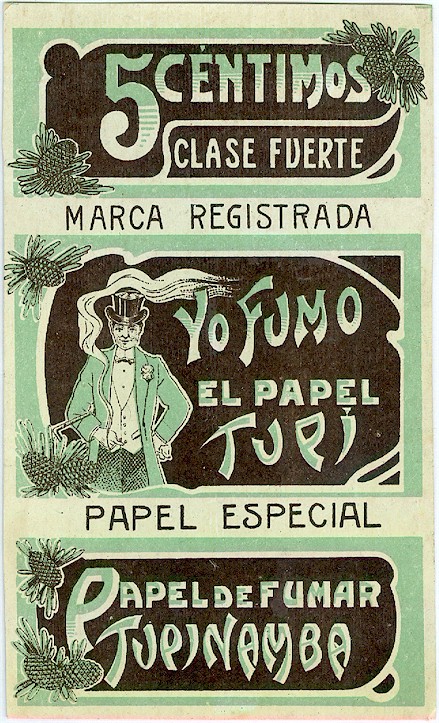 5 CÉNTIMOS
CLASE FUERTE
MARCA REGISTRADA
YO FUMO
EL PAPEL
TUPI
PAPEL ESPECIAL
PAPEL DE FUMAR
TUPINAMBA